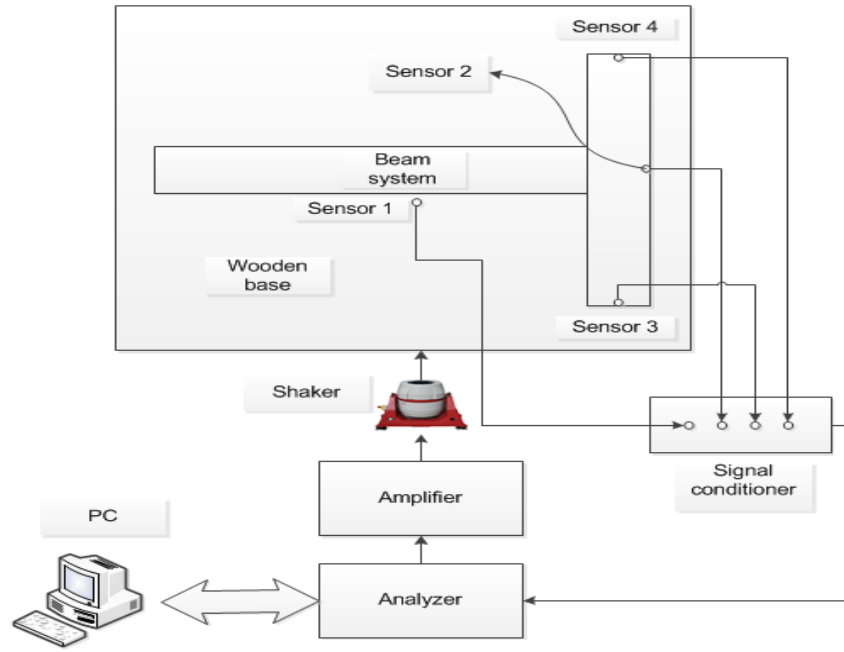 Sensor 4
Sensor 2
Beam
system
Sensor 1
Wooden
base
Sensor 3
Shaker
Signal
conditioner
Amplifier
PC
Analyzer